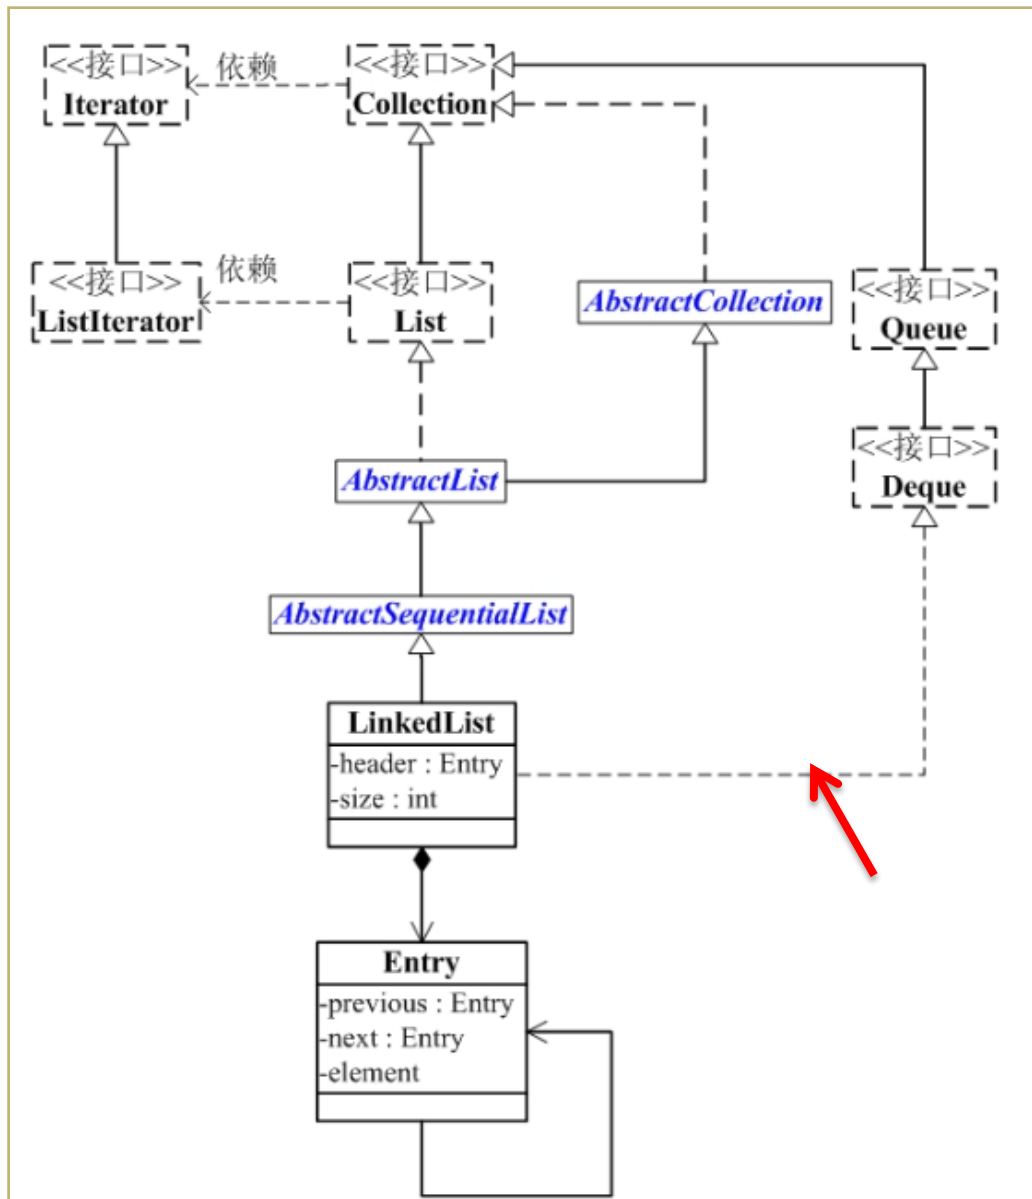 <<接口>>
Iterator
依赖
<<接口>>
Collection
<<接口>>
ListIterator
依赖
<<接口>>
List
AbstractCollection
<<接口>>
Queue
<<接口>>
Deque
AbstractList
AbstractSequentialList
LinkedList
-header : Entry
-size : int
Entry
-previous : Entry
-next : Entry
-element